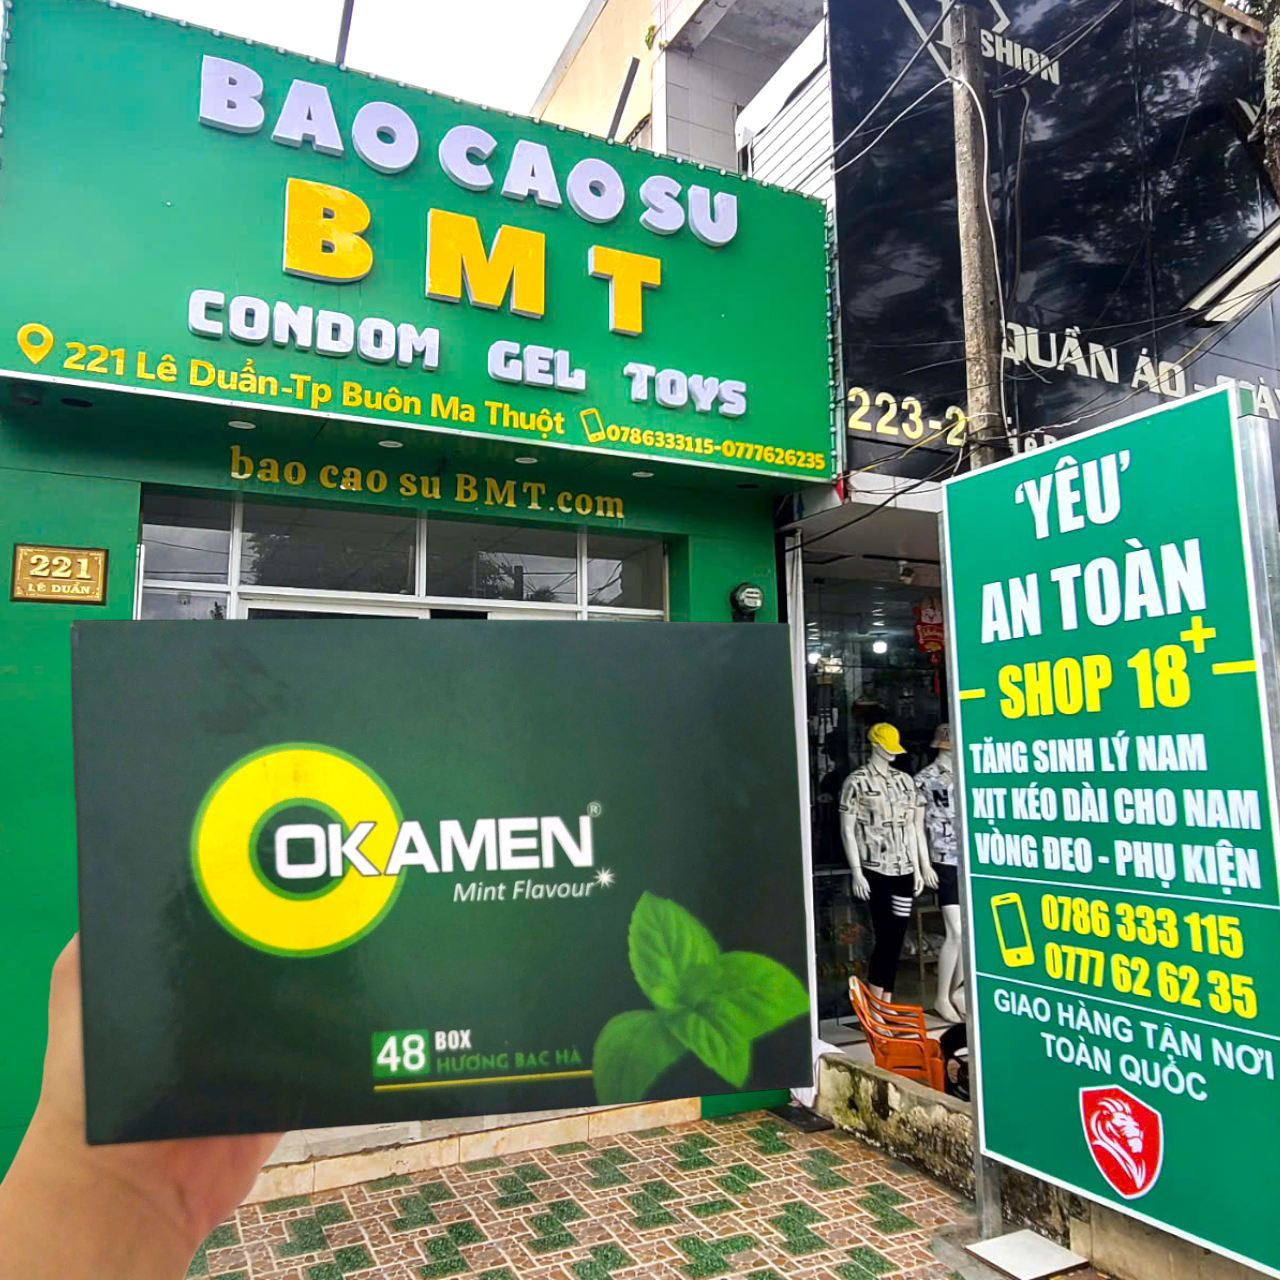 BAO CAO SU
BMT
CONDOM GEL TOYS
221 Lê Duẩn-Tp Buôn Ma Thuột 0786333115-0777626235
bao cao su BMT.com
221
LÊ DUẨN
SHION
QUẦN ÁO -
223-2
'YÊU'
AN TOÀN
- SHOP 18+ -
TĂNG SINH LÝ NAM
XỊT KÉO DÀI CHO NAM
VÒNG ĐEO - PHỤ KIỆN
0786 333 115
0777 62 62 35
GIAO HÀNG TẬN NƠI
TOÀN QUỐC
OKAMEN®
Mint Flavour
48 BOX
HƯƠNG BẠC HÀ